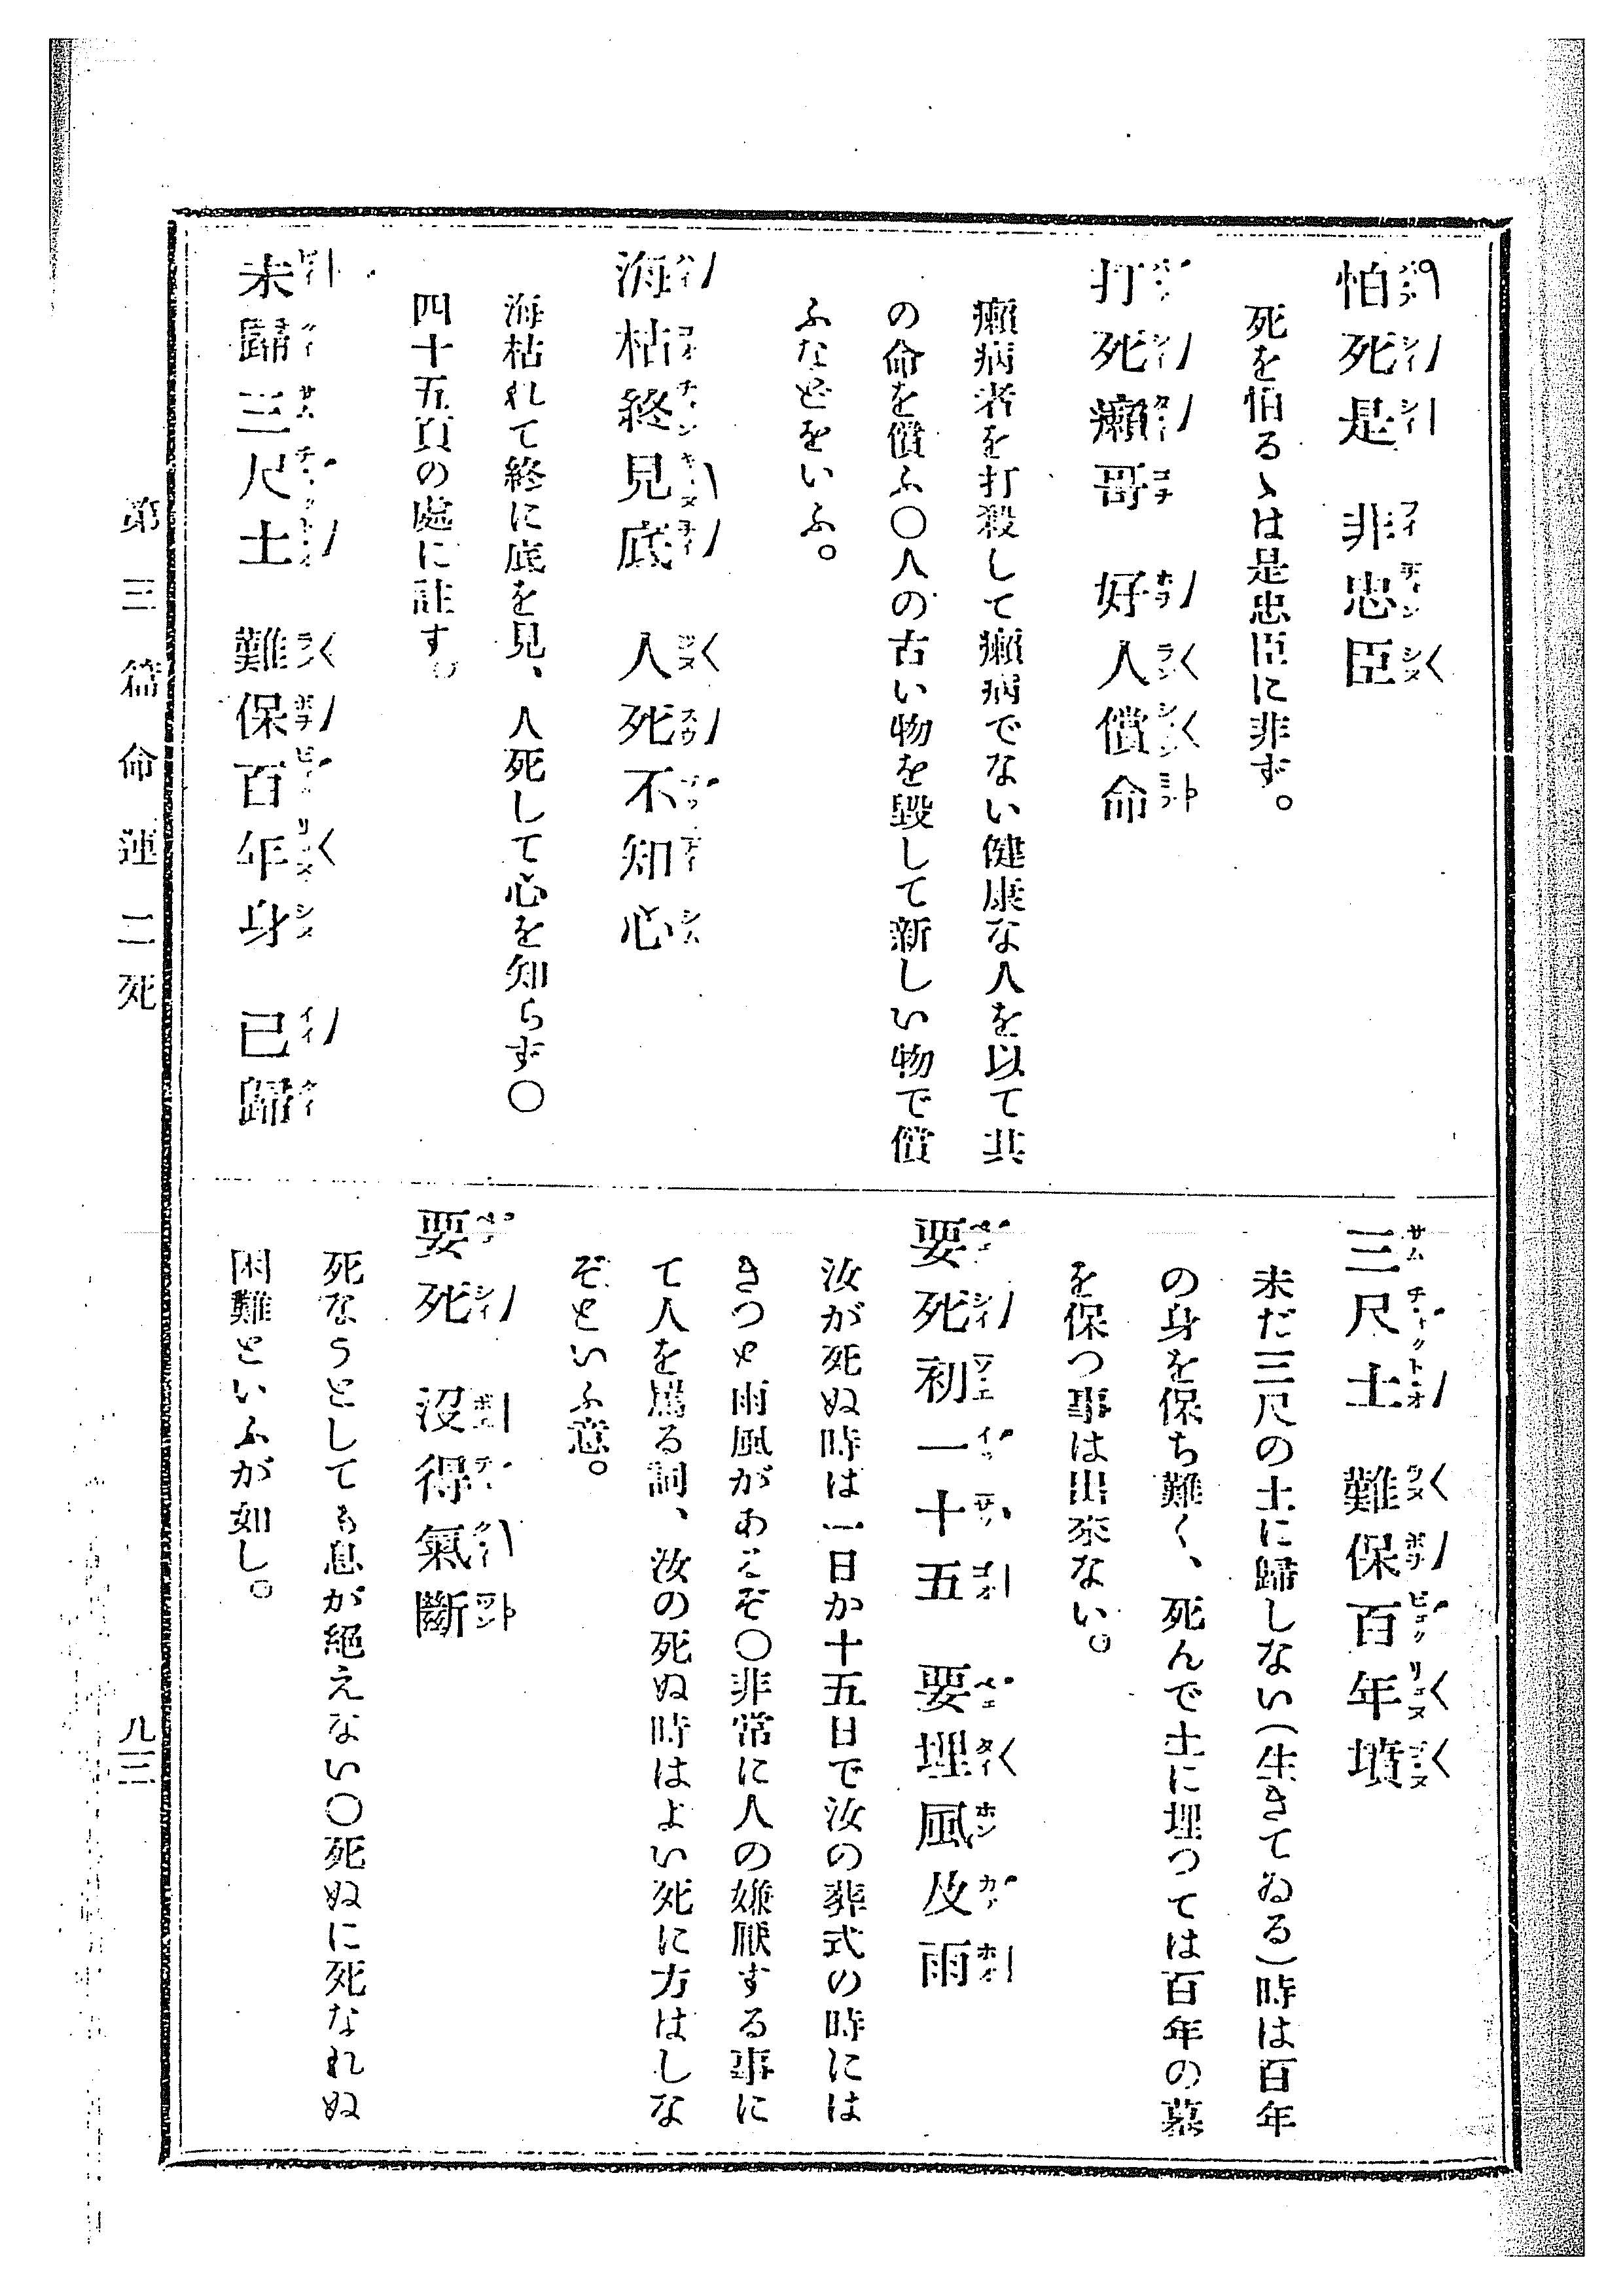 怕死是　非忠臣
死を怕るゝは是忠臣に非ず。
打死癩哥　好人償命
癩病者を打殺して癩病でない健康な人を以て共
の命を償ふ〇人の古い物を毀して新しい物で償
ふなどをいふ。
海枯終見底　人死不知心
海枯れて終に底を見、人死して心を知らず〇
四十五頁の處に註す。
未歸三尺土　難保百年身　已歸
三尺土　難保百年墳
未だ三尺の土に歸しない(生きてゐる)時は百年
の身を保ち難く、死んで土に埋つては百年の墓
を保つ事は出來ない。
要死初一十五　要埋風及雨
汝が死ぬ時は一日か十五日で汝の葬式の時には
きつと雨風があこぞ〇非常に人の嫌厭する事に
て人を罵る詞、汝の死ぬ時はよい死に方はしな
ぞといふ意。
要死　沒得氣斷
死なうとしても息が絕えない〇死ぬに死なれぬ
困難といふが如し。
第三篇　命運　二死
八三